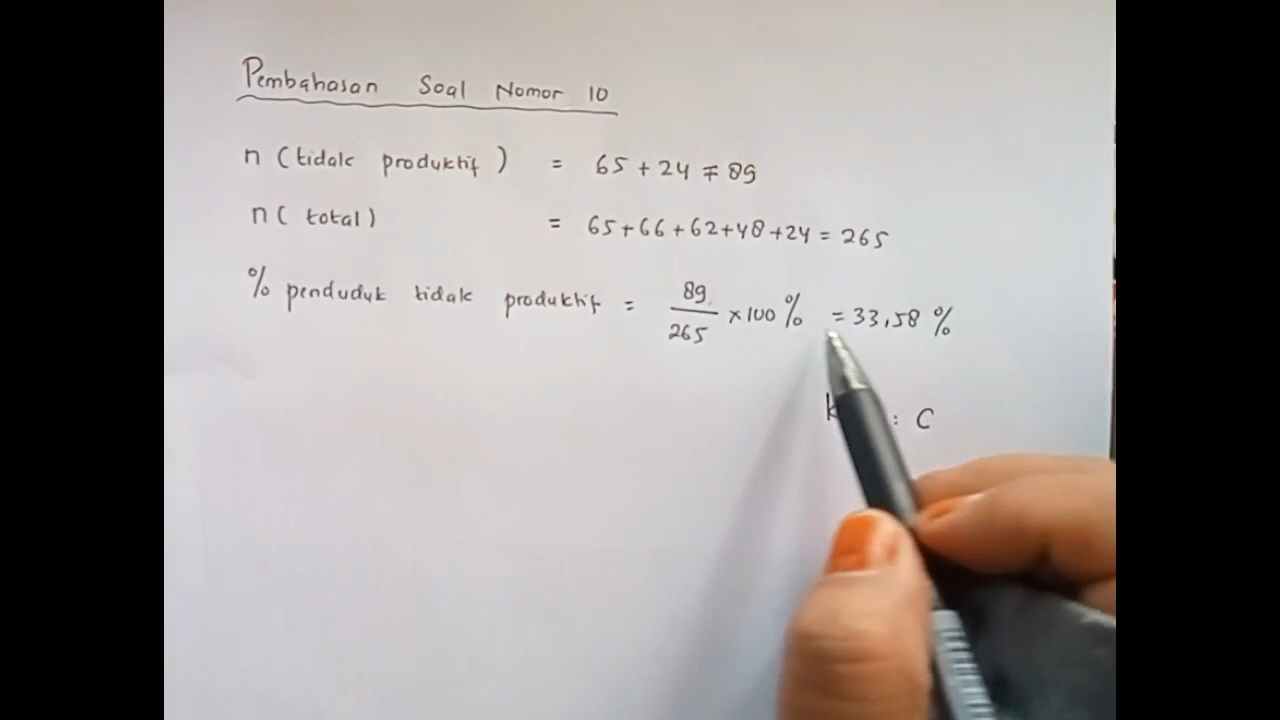 Pembahasan Soal Nomor 10
n (tidak produktif) = 65 + 24 = 89
n ( total) = 65+66+62+48+24 = 265
% penduduk tidak produktif = 89/265 × 100 % = 33,58 %
: C